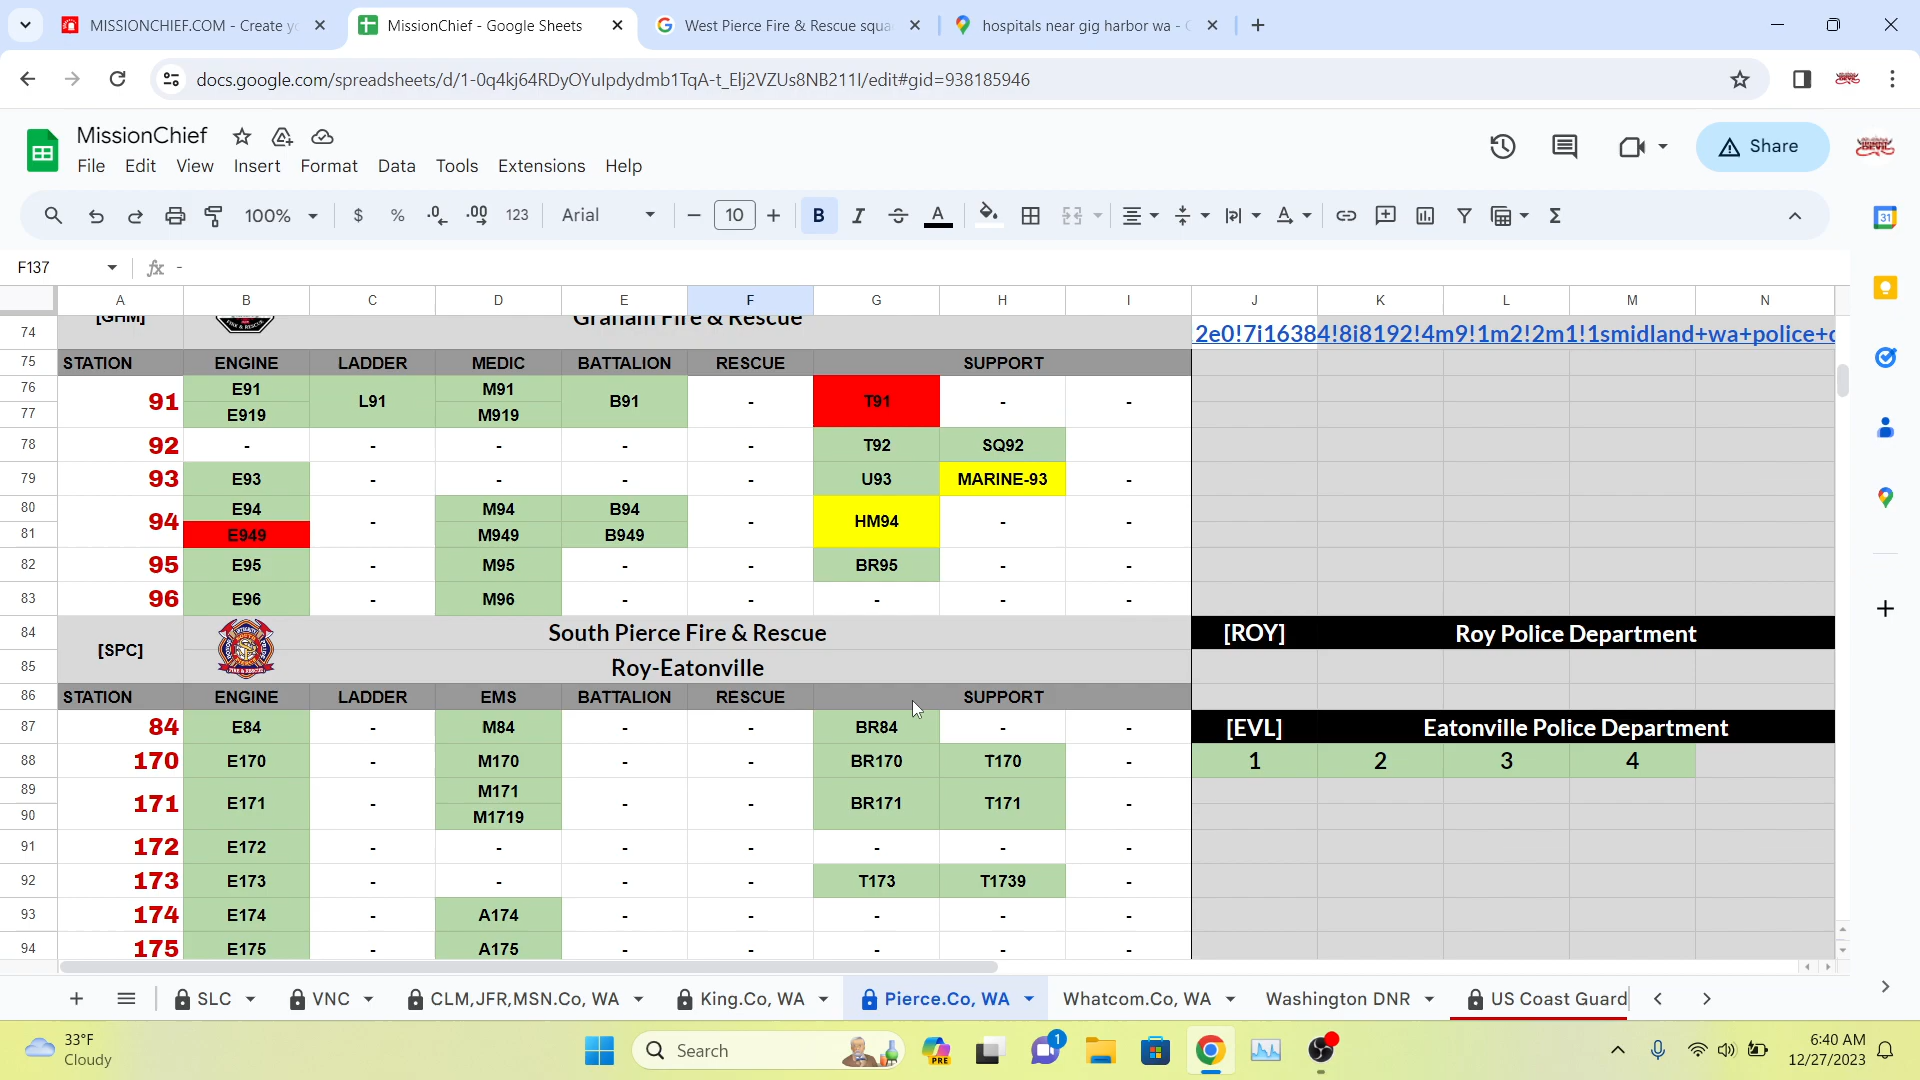 MISSIONCHIEF.COM - Create yo
MissionChief - Google Sheets
West Pierce Fire & Rescue squa
hospitals near gig harbor wa - G
docs.google.com/spreadsheets/d/1-0q4kj64RDyOYuIpdydmb1TqA-t_Elj2VZUs8NB211I/edit#gid=938185946
MissionChief
File Edit View Insert Format Data Tools Extensions Help
Share
100% $ % .0 .00 123 Arial 10 B I A Σ
F137 fx -
A B C D E F G H I J K L M N
74 [GHM] Graham Fire & Rescue 2e0!7i16384!8i8192!4m9!1m2!2m1!1smidland+wa+police+d
75 STATION ENGINE LADDER MEDIC BATTALION RESCUE SUPPORT
76 E91 M91
91 L91 B91 - T91 - -
77 E919 M919
78 92 - - - - - T92 SQ92
79 93 E93 - - - - U93 MARINE-93 -
80 E94 M94 B94
94 - - HM94 - -
81 E949 M949 B949
82 95 E95 - M95 - - BR95 - -
83 96 E96 - M96 - - - - -
84 South Pierce Fire & Rescue [ROY] Roy Police Department
[SPC]
85 Roy-Eatonville
86 STATION ENGINE LADDER EMS BATTALION RESCUE SUPPORT
87 84 E84 - M84 - - BR84 - - [EVL] Eatonville Police Department
88 170 E170 - M170 - - BR170 T170 - 1 2 3 4
89 M171
171 E171 - - - BR171 T171 -
90 M1719
91 172 E172 - - - - - - -
92 173 E173 - - - - T173 T1739 -
93 174 E174 - A174 - - - - -
94 175 E175 - A175 - - - - -
SLC VNC CLM,JFR,MSN.Co, WA King.Co, WA Pierce.Co, WA Whatcom.Co, WA Washington DNR US Coast Guard
33°F
Cloudy
Search
PRE
1
6:40 AM
12/27/2023
31